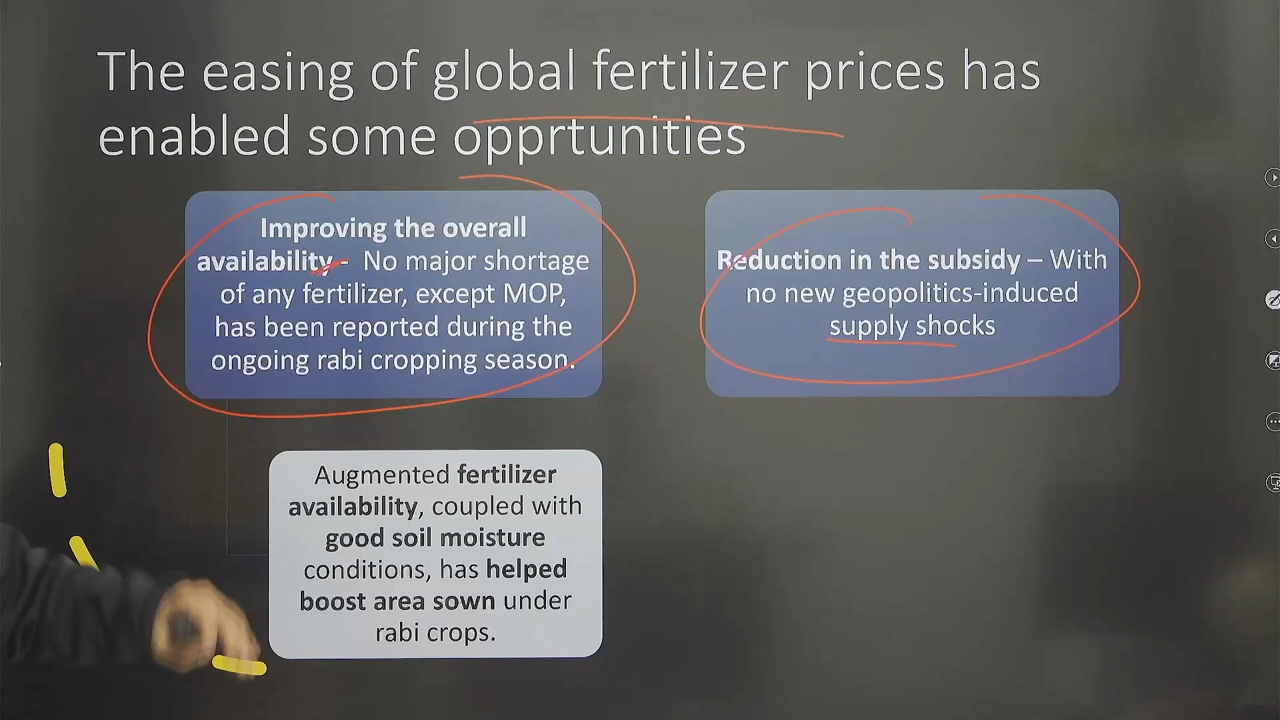 The easing of global fertilizer prices has
enabled some opprtunities
Improving the overall
availability - No major shortage
of any fertilizer, except MOP,
has been reported during the
ongoing rabi cropping season.
Reduction in the subsidy – With
no new geopolitics-induced
supply shocks
Augmented fertilizer
availability, coupled with
good soil moisture
conditions, has helped
boost area sown under
rabi crops.